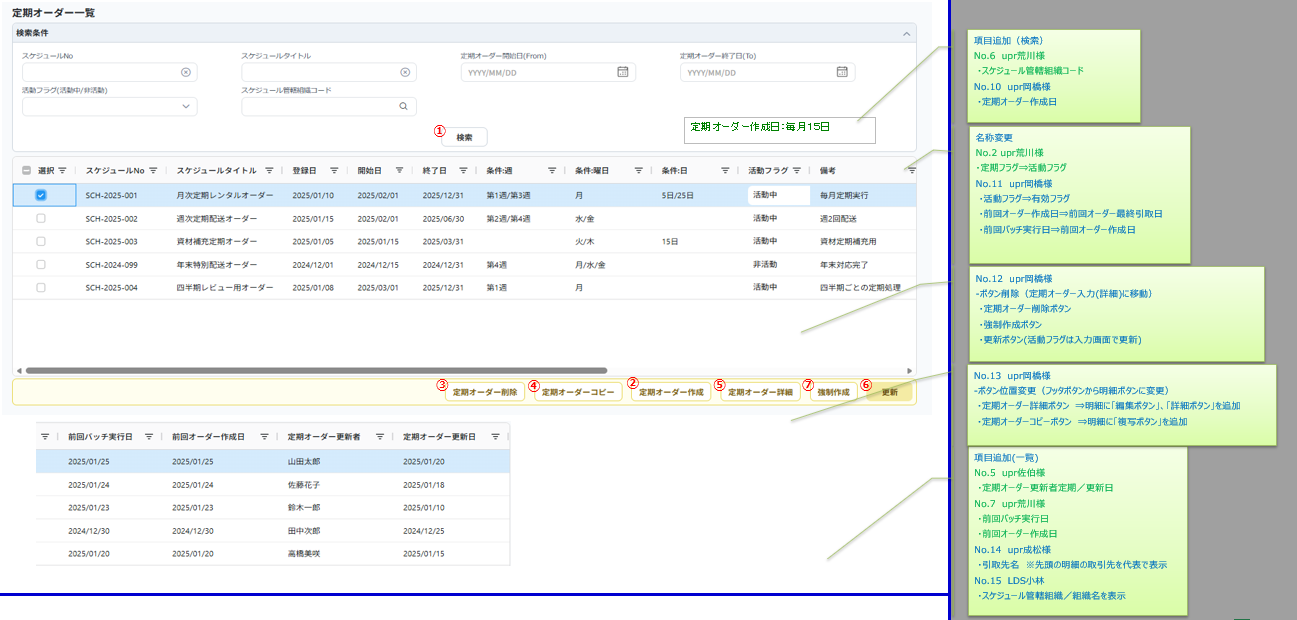 定期オーダー一覧
検索条件
スケジュールNo
スケジュールタイトル
定期オーダー開始日(From)
定期オーダー終了日(To)
YYYY/MM/DD
YYYY/MM/DD
活動フラグ(活動中/非活動)
スケジュール管轄組織コード
① 検索
定期オーダー作成日:毎月15日
選択 スケジュールNo スケジュールタイトル 登録日 開始日 終了日 条件:週 条件:曜日 条件:日 活動フラグ 備考
SCH-2025-001 月次定期レンタルオーダー 2025/01/10 2025/02/01 2025/12/31 第1週/第3週 月 5日/25日 活動中 毎月定期実行
SCH-2025-002 週次定期配送オーダー 2025/01/15 2025/02/01 2025/06/30 第2週/第4週 水/金 活動中 週2回配送
SCH-2025-003 資材補充定期オーダー 2025/01/05 2025/01/15 2025/03/31 火/木 15日 活動中 資材定期補充用
SCH-2024-099 年末特別配送オーダー 2024/12/01 2024/12/15 2024/12/31 第4週 月/水/金 非活動 年末対応完了
SCH-2025-004 四半期レビュー用オーダー 2025/01/08 2025/03/01 2025/12/31 第1週 月 活動中 四半期ごとの定期処理
③ 定期オーダー削除 ④ 定期オーダーコピー ② 定期オーダー作成 ⑤ 定期オーダー詳細 ⑦ 強制作成 ⑥ 更新
前回バッチ実行日 前回オーダー作成日 定期オーダー更新者 定期オーダー更新日
2025/01/25 2025/01/25 山田太郎 2025/01/20
2025/01/24 2025/01/24 佐藤花子 2025/01/18
2025/01/23 2025/01/23 鈴木一郎 2025/01/10
2024/12/30 2024/12/30 田中次郎 2024/12/25
2025/01/20 2025/01/20 高橋美咲 2025/01/15
項目追加（検索）
No.6 upr荒川様
・スケジュール管轄組織コード
No.10 upr岡橋様
・定期オーダー作成日
名称変更
No.2 upr荒川様
・定期フラグ⇒活動フラグ
No.11 upr岡橋様
・活動フラグ⇒有効フラグ
・前回オーダー作成日⇒前回オーダー最終引取日
・前回バッチ実行日⇒前回オーダー作成日
No.12 upr岡橋様
-ボタン削除（定期オーダー入力(詳細)に移動）
・定期オーダー削除ボタン
・強制作成ボタン
・更新ボタン(活動フラグは入力画面で更新)
No.13 upr岡橋様
-ボタン位置変更（フッタボタンから明細ボタンに変更）
・定期オーダー詳細ボタン ⇒明細に「編集ボタン」、「詳細ボタン」を追加
・定期オーダーコピーボタン ⇒明細に「複写ボタン」を追加
項目追加(一覧)
No.5 upr佐伯様
・定期オーダー更新者定期／更新日
No.7 upr荒川様
・前回バッチ実行日
・前回オーダー作成日
No.14 upr成松様
・引取先名 ※先頭の明細の取引先を代表で表示
No.15 LDS小林
・スケジュール管轄組織／組織名を表示